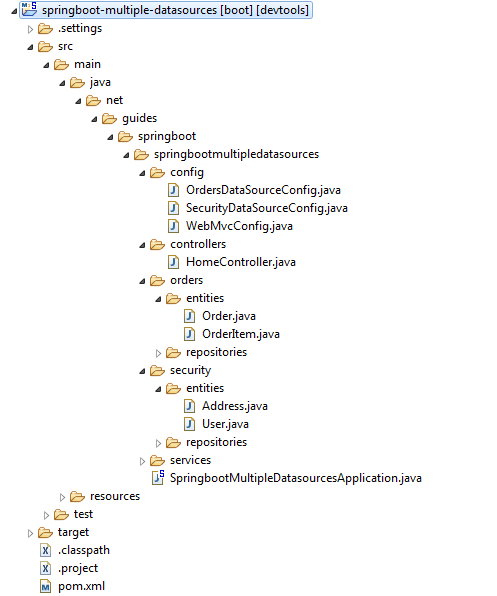 springboot-multiple-datasources [boot] [devtools]
.settings
src
main
java
net
guides
springboot
springbootmultipledatasources
config
OrdersDataSourceConfig.java
SecurityDataSourceConfig.java
WebMvcConfig.java
controllers
HomeController.java
orders
entities
Order.java
OrderItem.java
repositories
security
entities
Address.java
User.java
repositories
services
SpringbootMultipleDatasourcesApplication.java
resources
test
target
.classpath
.project
pom.xml